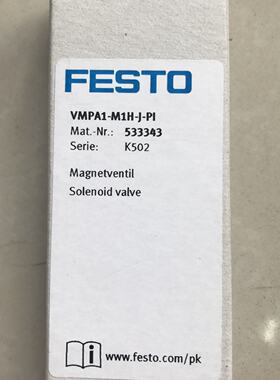 FESTO
VMPA1-M1H-J-PI
Mat.-Nr.: 533343
Serie: K502
Magnetventil
Solenoid valve
www.festo.com/pk